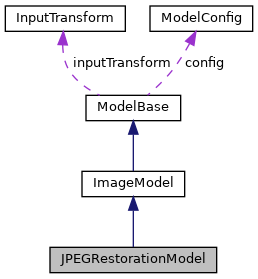 InputTransform ModelConfig
inputTransform config
ModelBase
ImageModel
JPEGRestorationModel